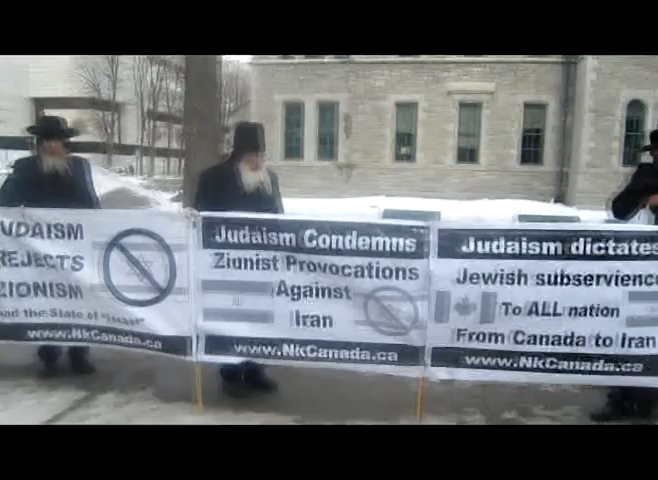 JUDAISM
REJECTS
ZIONISM
and the State of "Israel"
www.NkCanada.ca
Judaism Condemns
Zionist Provocations
Against
Iran
www.NkCanada.ca
Judaism dictates
Jewish subservience
To ALL nation
From Canada to Iran
www.NkCanada.ca